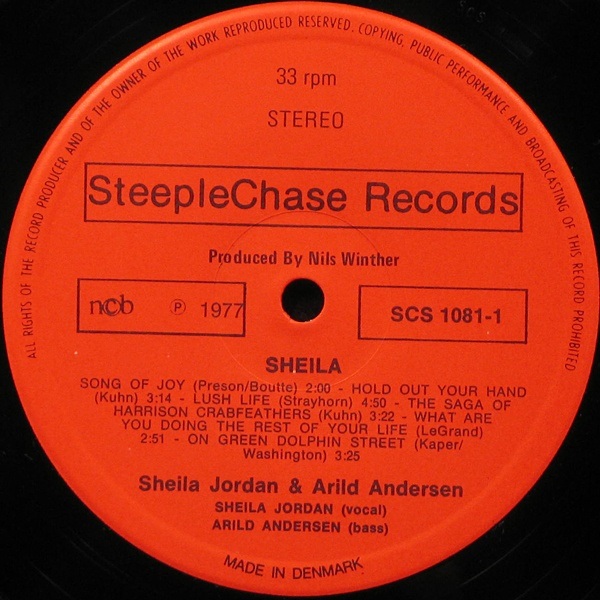 ALL RIGHTS OF THE RECORD PRODUCER AND OF THE OWNER OF THE WORK REPRODUCED RESERVED. COPYING, PUBLIC PERFORMANCE AND BROADCASTING OF THIS RECORD PROHIBITED
33 rpm
STEREO
SteepleChase Records
Produced By Nils Winther
ncb Ⓟ 1977
SCS 1081-1
SHEILA
SONG OF JOY (Preson/Boutte) 2:00 - HOLD OUT YOUR HAND
(Kuhn) 3:14 - LUSH LIFE (Strayhorn) 4:50 - THE SAGA OF
HARRISON CRABFEATHERS (Kuhn) 3:22 - WHAT ARE
YOU DOING THE REST OF YOUR LIFE (LeGrand)
2:51 - ON GREEN DOLPHIN STREET (Kaper/
Washington) 3:25
Sheila Jordan & Arild Andersen
SHEILA JORDAN (vocal)
ARILD ANDERSEN (bass)
MADE IN DENMARK